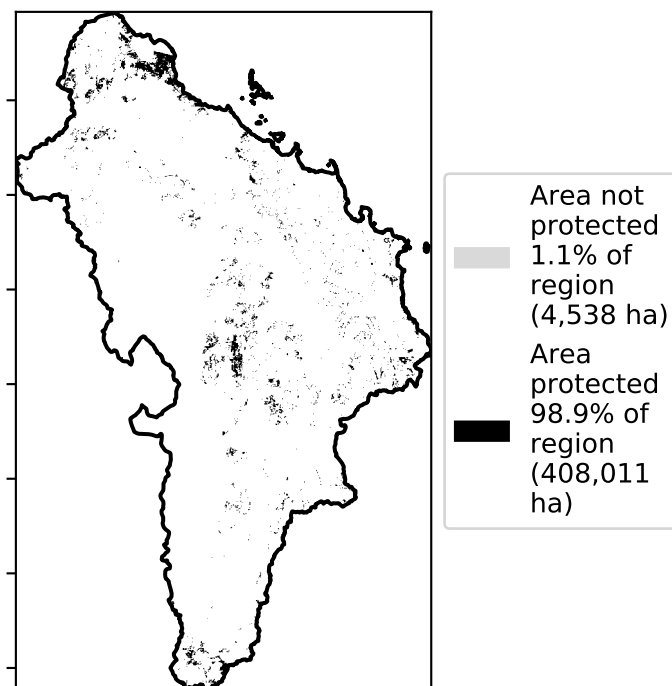 Area not
protected
1.1% of
region
(4,538 ha)
Area
protected
98.9% of
region
(408,011
ha)